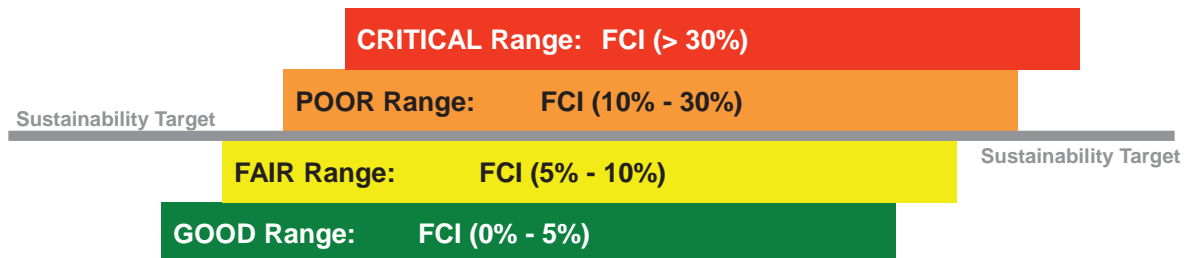 CRITICAL Range: FCI (> 30%)
POOR Range: FCI (10% - 30%)
Sustainability Target
Sustainability Target
FAIR Range: FCI (5% - 10%)
GOOD Range: FCI (0% - 5%)